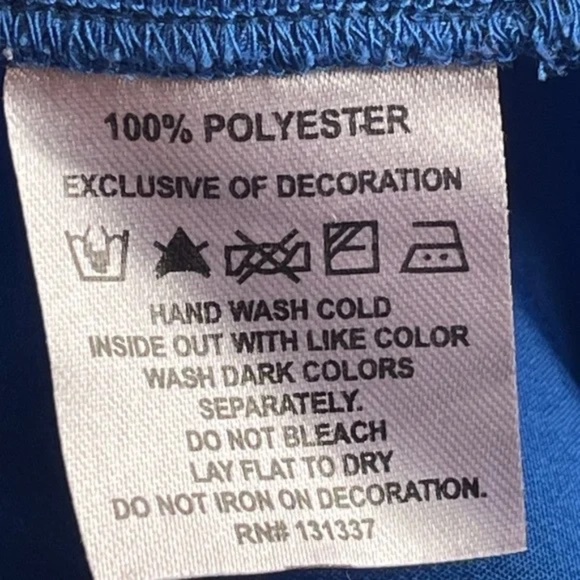 100% POLYESTER
EXCLUSIVE OF DECORATION
HAND WASH COLD
INSIDE OUT WITH LIKE COLOR
WASH DARK COLORS
SEPARATELY.
DO NOT BLEACH
LAY FLAT TO DRY
DO NOT IRON ON DECORATION.
RN# 131337